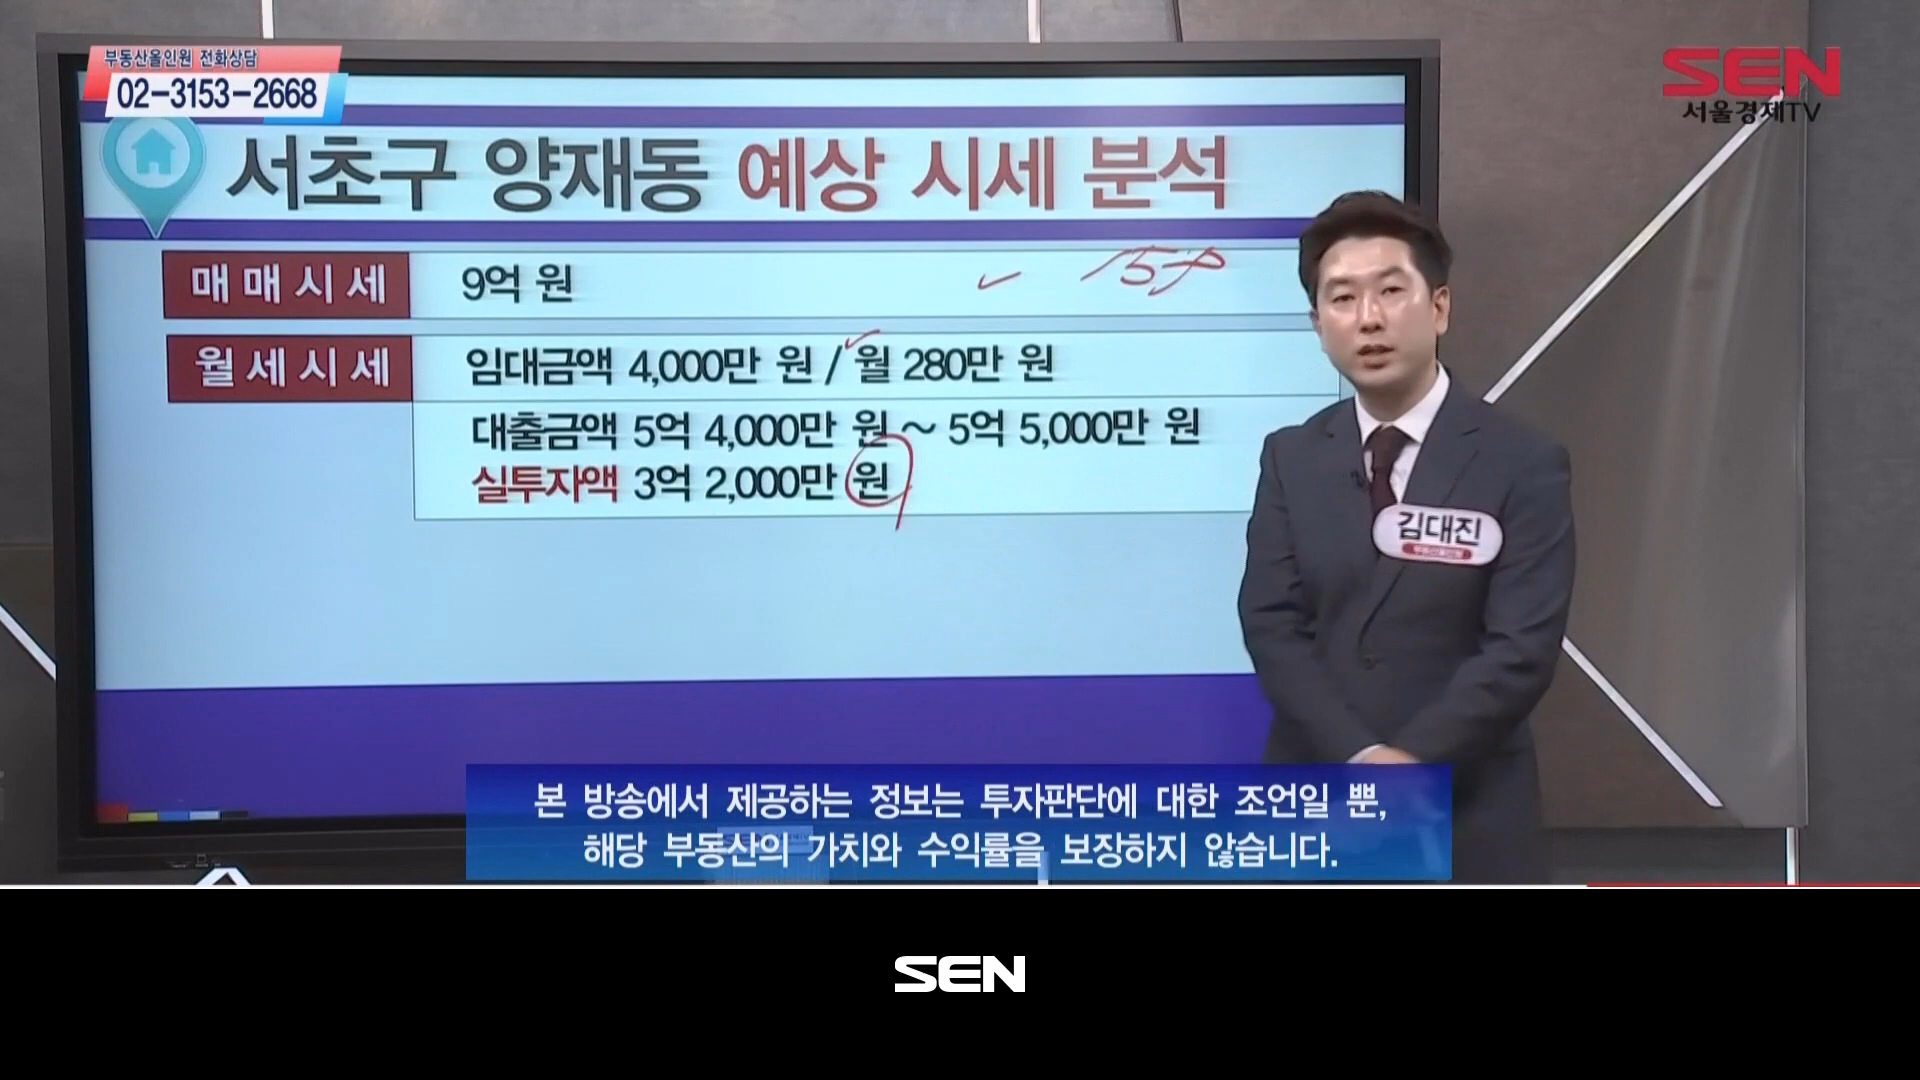 부동산올인원 전화상담
02-3153-2668
SEN
서울경제TV
서초구 양재동 예상 시세 분석
매매시세 9억 원
월세시세 임대금액 4,000만 원 / 월 280만 원
대출금액 5억 4,000만 원 ~ 5억 5,000만 원
실투자액 3억 2,000만 원
김대진
본 방송에서 제공하는 정보는 투자판단에 대한 조언일 뿐,
해당 부동산의 가치와 수익률을 보장하지 않습니다.
SEN